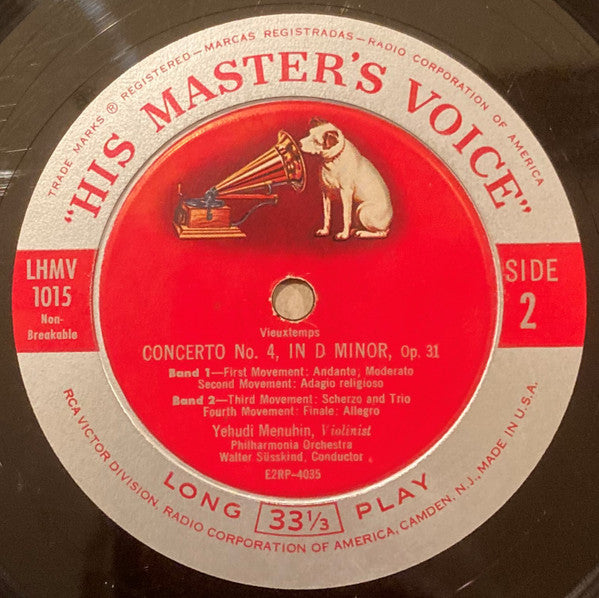 TRADE MARKS ® REGISTERED—MARCAS REGISTRADAS—RADIO CORPORATION OF AMERICA
"HIS MASTER'S VOICE"
LHMV
1015
Non-
Breakable
SIDE
2
Vieuxtemps
CONCERTO No. 4, IN D MINOR, Op. 31
Band 1—First Movement: Andante; Moderato
Second Movement: Adagio religioso
Band 2—Third Movement: Scherzo and Trio
Fourth Movement: Finale: Allegro
Yehudi Menuhin, Violinist
Philharmonia Orchestra
Walter Süsskind, Conductor
E2RP-4035
LONG 33⅓ PLAY
RCA VICTOR DIVISION, RADIO CORPORATION OF AMERICA, CAMDEN, N.J., MADE IN U.S.A.